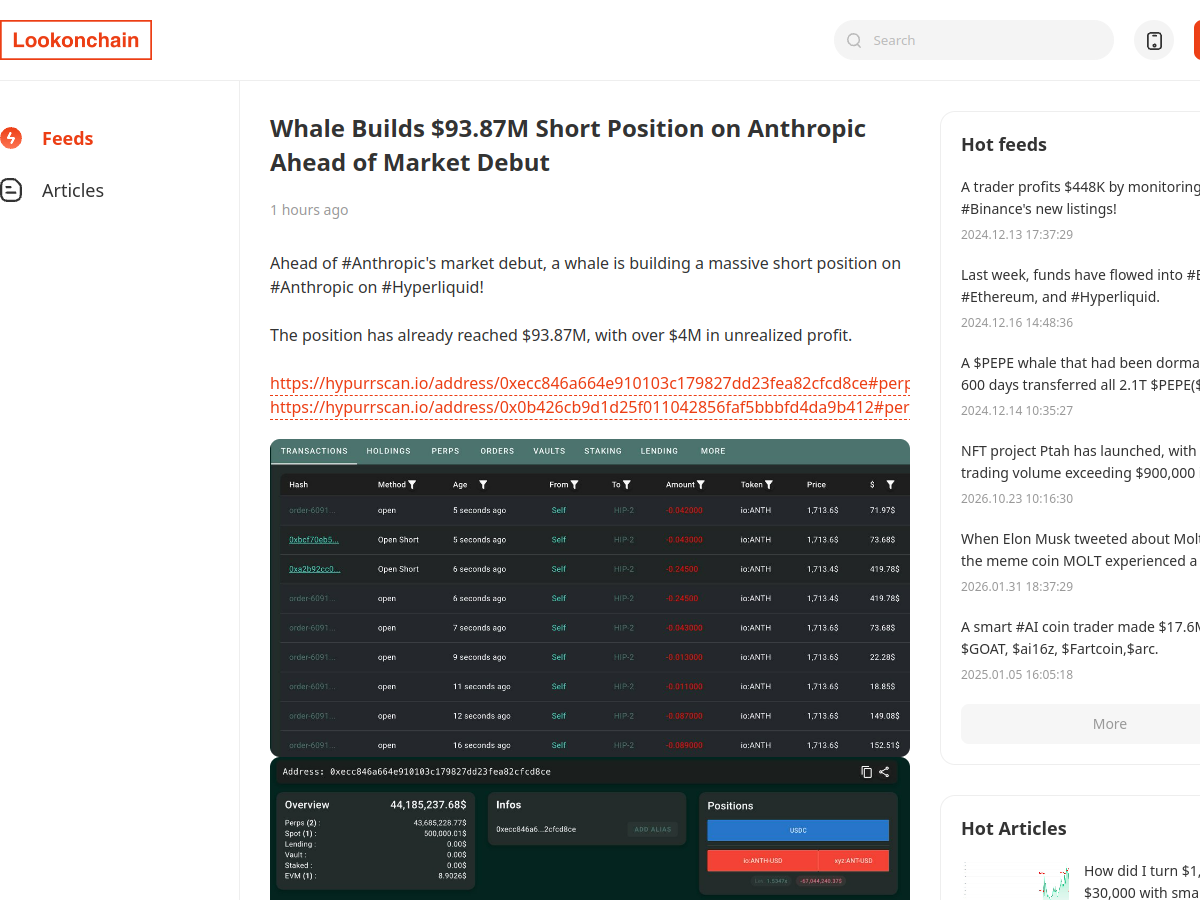 Lookonchain
Search
Feeds
Articles
Whale Builds $93.87M Short Position on Anthropic
Ahead of Market Debut
1 hours ago
Ahead of #Anthropic's market debut, a whale is building a massive short position on
#Anthropic on #Hyperliquid!
The position has already reached $93.87M, with over $4M in unrealized profit.
https://hypurrscan.io/address/0xecc846a664e910103c179827dd23fea82cfcd8ce#perp
https://hypurrscan.io/address/0x0b426cb9d1d25f011042856faf5bbbfd4da9b412#per
TRANSACTIONS HOLDINGS PERPS ORDERS VAULTS STAKING LENDING MORE
Hash Method Age From To Amount Token Price $
order-6091... open 5 seconds ago Self HIP-2 -0.042000 io:ANTH 1,713.6$ 71.97$
0xbcf70eb5... Open Short 5 seconds ago Self HIP-2 -0.043000 io:ANTH 1,713.6$ 73.68$
0xa2b92cc0... Open Short 6 seconds ago Self HIP-2 -0.24500 io:ANTH 1,713.4$ 419.78$
order-6091... open 6 seconds ago Self HIP-2 -0.24500 io:ANTH 1,713.4$ 419.78$
order-6091... open 7 seconds ago Self HIP-2 -0.043000 io:ANTH 1,713.6$ 73.68$
order-6091... open 9 seconds ago Self HIP-2 -0.013000 io:ANTH 1,713.6$ 22.28$
order-6091... open 11 seconds ago Self HIP-2 -0.011000 io:ANTH 1,713.6$ 18.85$
order-6091... open 12 seconds ago Self HIP-2 -0.087000 io:ANTH 1,713.6$ 149.08$
order-6091... open 16 seconds ago Self HIP-2 -0.089000 io:ANTH 1,713.6$ 152.51$
Address: 0xecc846a664e910103c179827dd23fea82cfcd8ce
Overview 44,185,237.68$
Perps (2) : 43,685,228.77$
Spot (1) : 500,000.01$
Lending : 0.00$
Vault : 0.00$
Staked : 0.00$
EVM (1) : 8.9026$
Infos
0xecc846a6...2cfcd8ce ADD ALIAS
Positions
USDC
io:ANTH-USD xyz:ANT-USD
Hot feeds
A trader profits $448K by monitoring
#Binance's new listings!
2024.12.13 17:37:29
Last week, funds have flowed into
#Ethereum, and #Hyperliquid.
2024.12.16 14:48:36
A $PEPE whale that had been dorma
600 days transferred all 2.1T $PEPE($
2024.12.14 10:35:27
NFT project Ptah has launched, with
trading volume exceeding $900,000
2026.10.23 10:16:30
When Elon Musk tweeted about Molt
the meme coin MOLT experienced a
2026.01.31 18:37:29
A smart #AI coin trader made $17.6M
$GOAT, $ai16z, $Fartcoin,$arc.
2025.01.05 16:05:18
More
Hot Articles
How did I turn $1,
$30,000 with sma